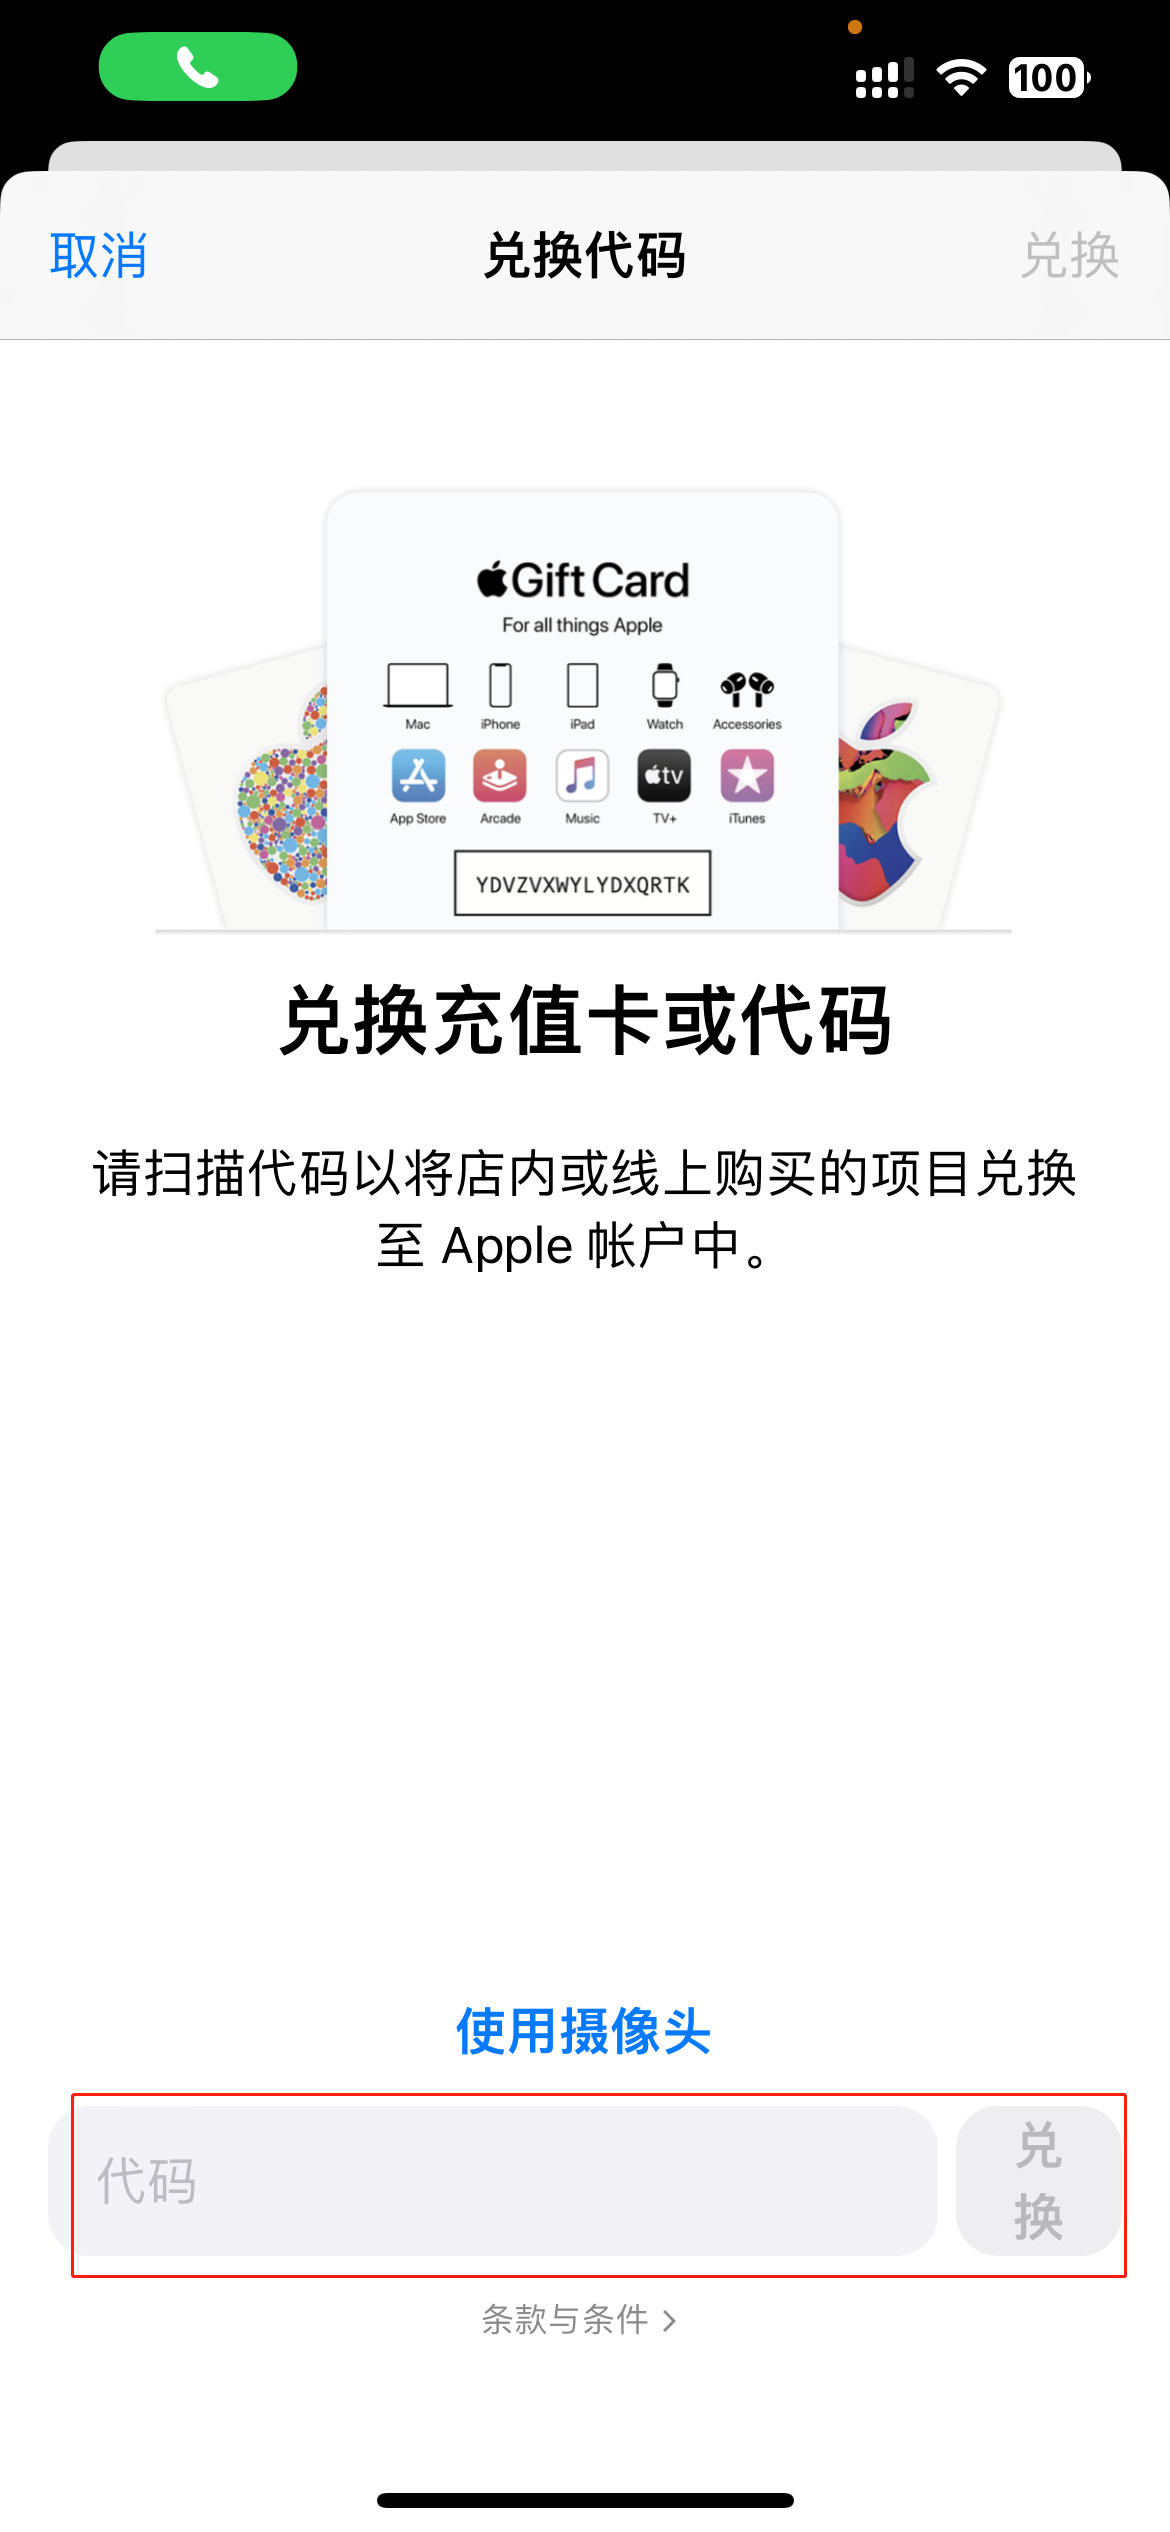 100
取消
兑换代码
兑换
Gift Card
For all things Apple
Mac
iPhone
iPad
Watch
Accessories
tv
App Store
Arcade
Music
TV+
iTunes
YDVZVXWYLYDXQRTK
兑换充值卡或代码
请扫描代码以将店内或线上购买的项目兑换
至 Apple 帐户中。
使用摄像头
代码
兑
换
条款与条件